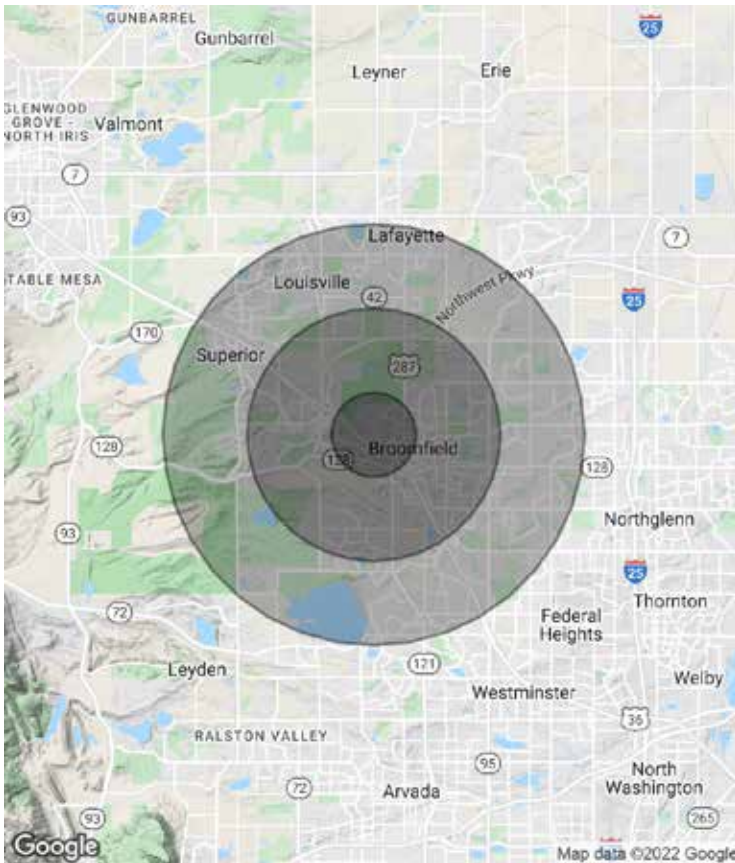 GUNBARREL
25
Gunbarrel
Leyner
Erie
GLENWOOD
GROVE -
NORTH IRIS
Valmont
7
93
Lafayette
7
TABLE MESA
Louisville
Northwest Pkwy
42
25
170
Superior
287
128
Broomfield
128
128
93
Northglenn
25
72
Thornton
Federal
Heights
Leyden
121
Welby
Westminster
36
RALSTON VALLEY
95
North
Washington
72
Arvada
93
265
Google
Map data ©2022 Google